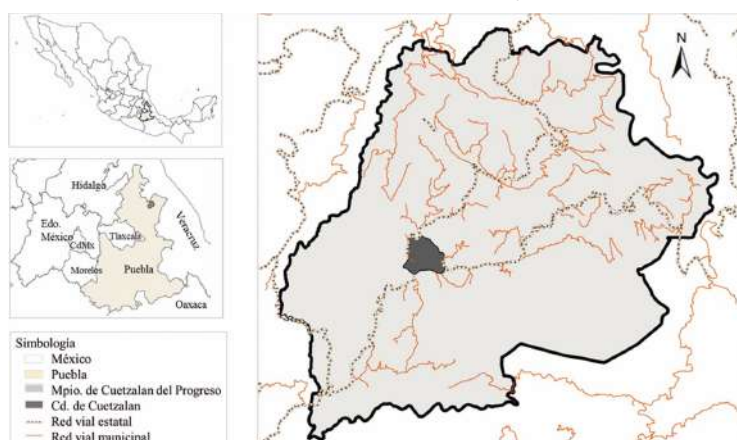 N
Hidalgo
Veracruz
Edo.
México
Tlaxcala
CdMx
Morelos
Puebla
Oaxaca
Simbología
México
Puebla
Mpio. de Cuetzalan del Progreso
Cd. de Cuetzalan
Red vial estatal
Red vial municipal